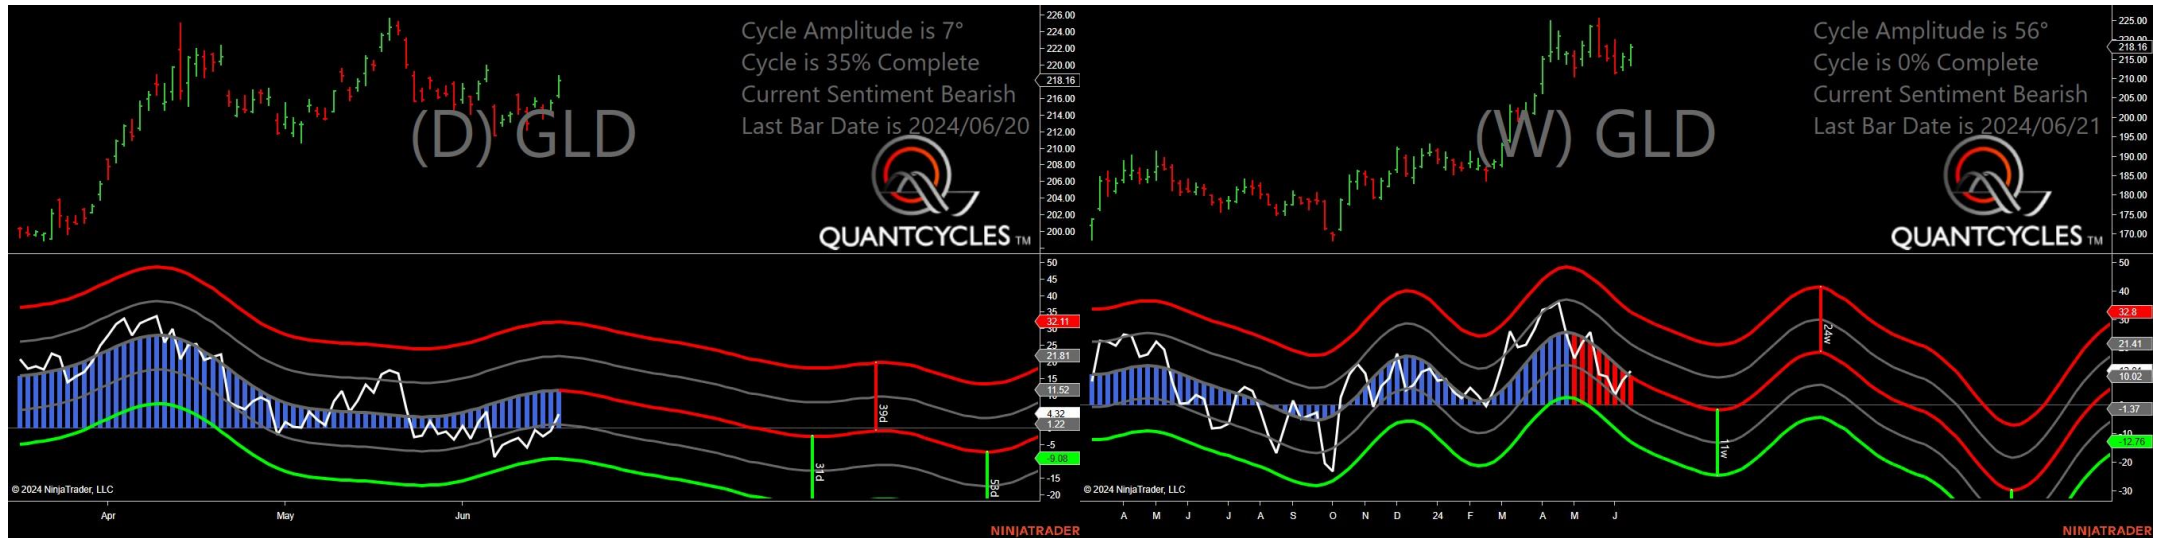 Cycle Amplitude is 7°
Cycle is 35% Complete
Current Sentiment Bearish
Last Bar Date is 2024/06/20
(D) GLD
QUANTCYCLES TM
226.00
224.00
222.00
220.00
218.16
216.00
214.00
212.00
210.00
208.00
206.00
204.00
202.00
200.00
50
45
40
35
32.11
25
21.81
15
11.52
4.32
1.22
-5
-9.08
-15
-20
39d
31d
53d
© 2024 NinjaTrader, LLC
Apr May Jun
NINJATRADER
Cycle Amplitude is 56°
Cycle is 0% Complete
Current Sentiment Bearish
Last Bar Date is 2024/06/21
(W) GLD
QUANTCYCLES TM
225.00
220.00
218.16
215.00
210.00
205.00
200.00
195.00
190.00
185.00
180.00
175.00
170.00
50
40
32.8
30
21.41
10.02
-1.37
-12.76
-20
-30
24w
11w
© 2024 NinjaTrader, LLC
A M J J A S O N D 24 F M A M J
NINJATRADER